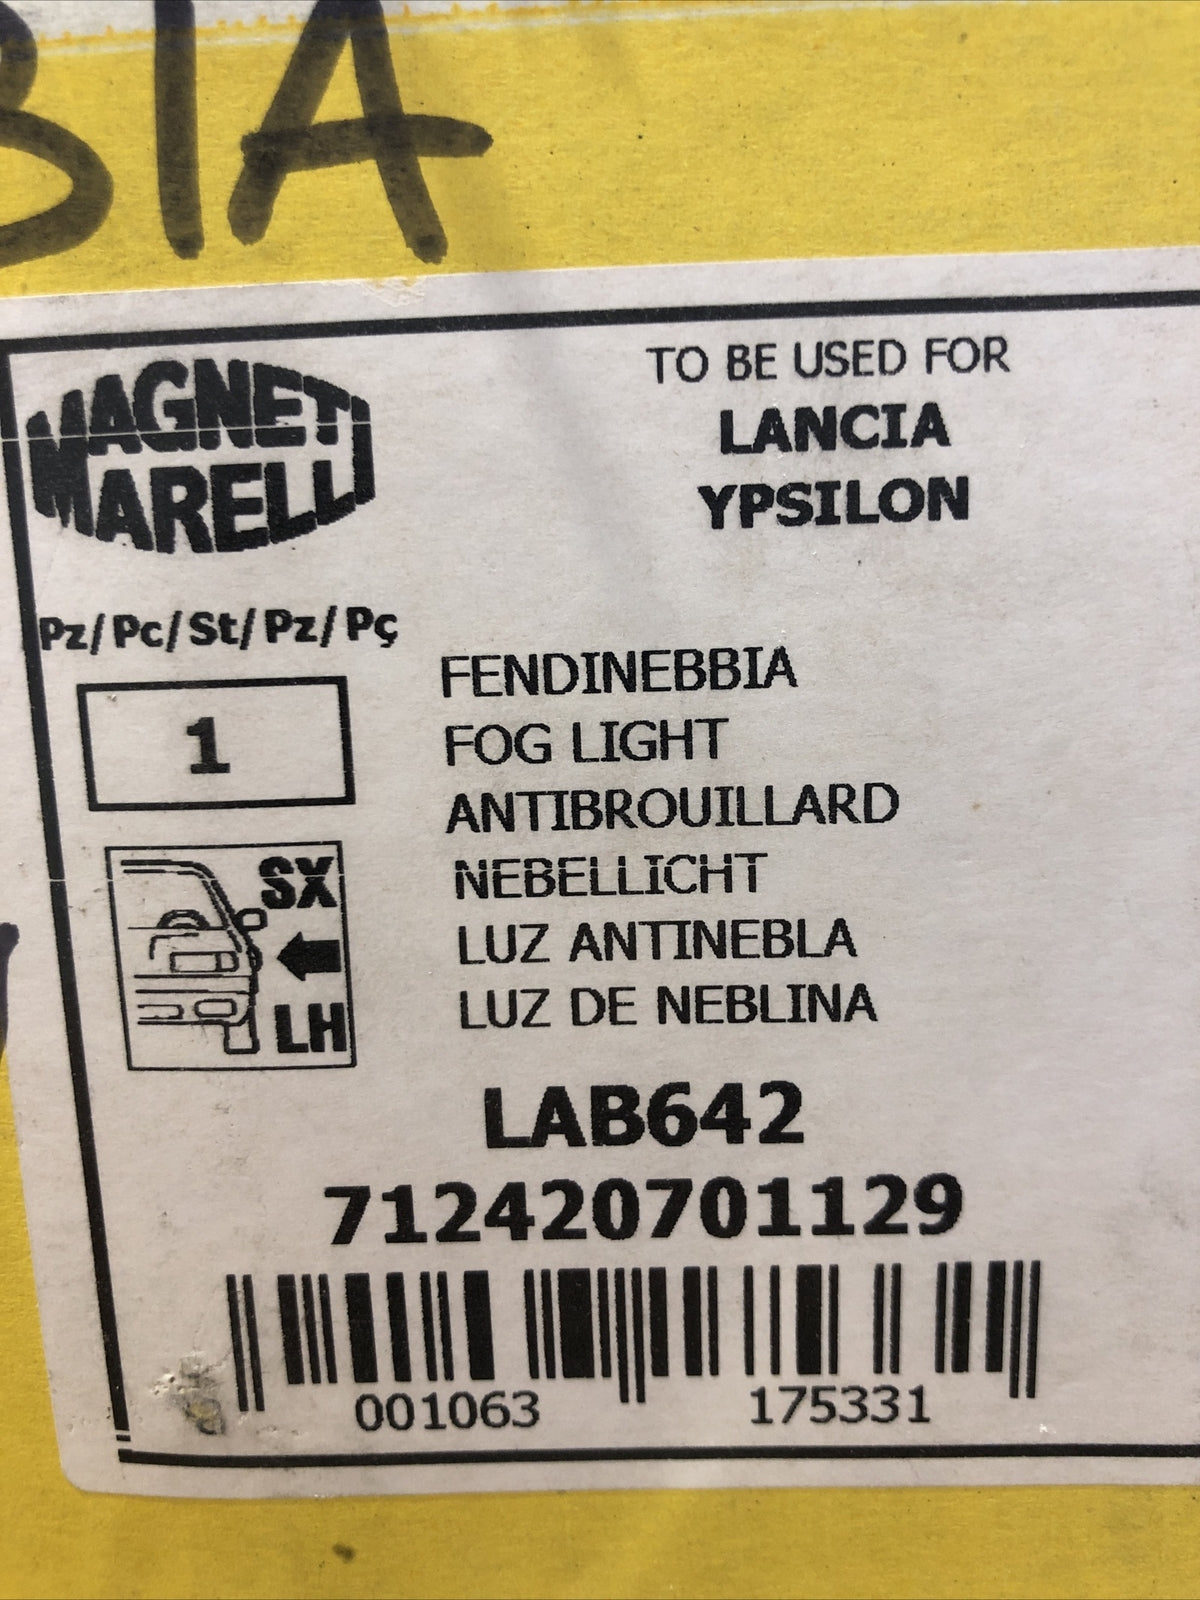 BIA
MAGNETI
MARELLI
TO BE USED FOR
LANCIA
YPSILON
Pz/Pc/St/Pz/Pç
1
SX
LH
FENDINEBBIA
FOG LIGHT
ANTIBROUILLARD
NEBELLICHT
LUZ ANTINEBLA
LUZ DE NEBLINA
LAB642
712420701129
001063 175331